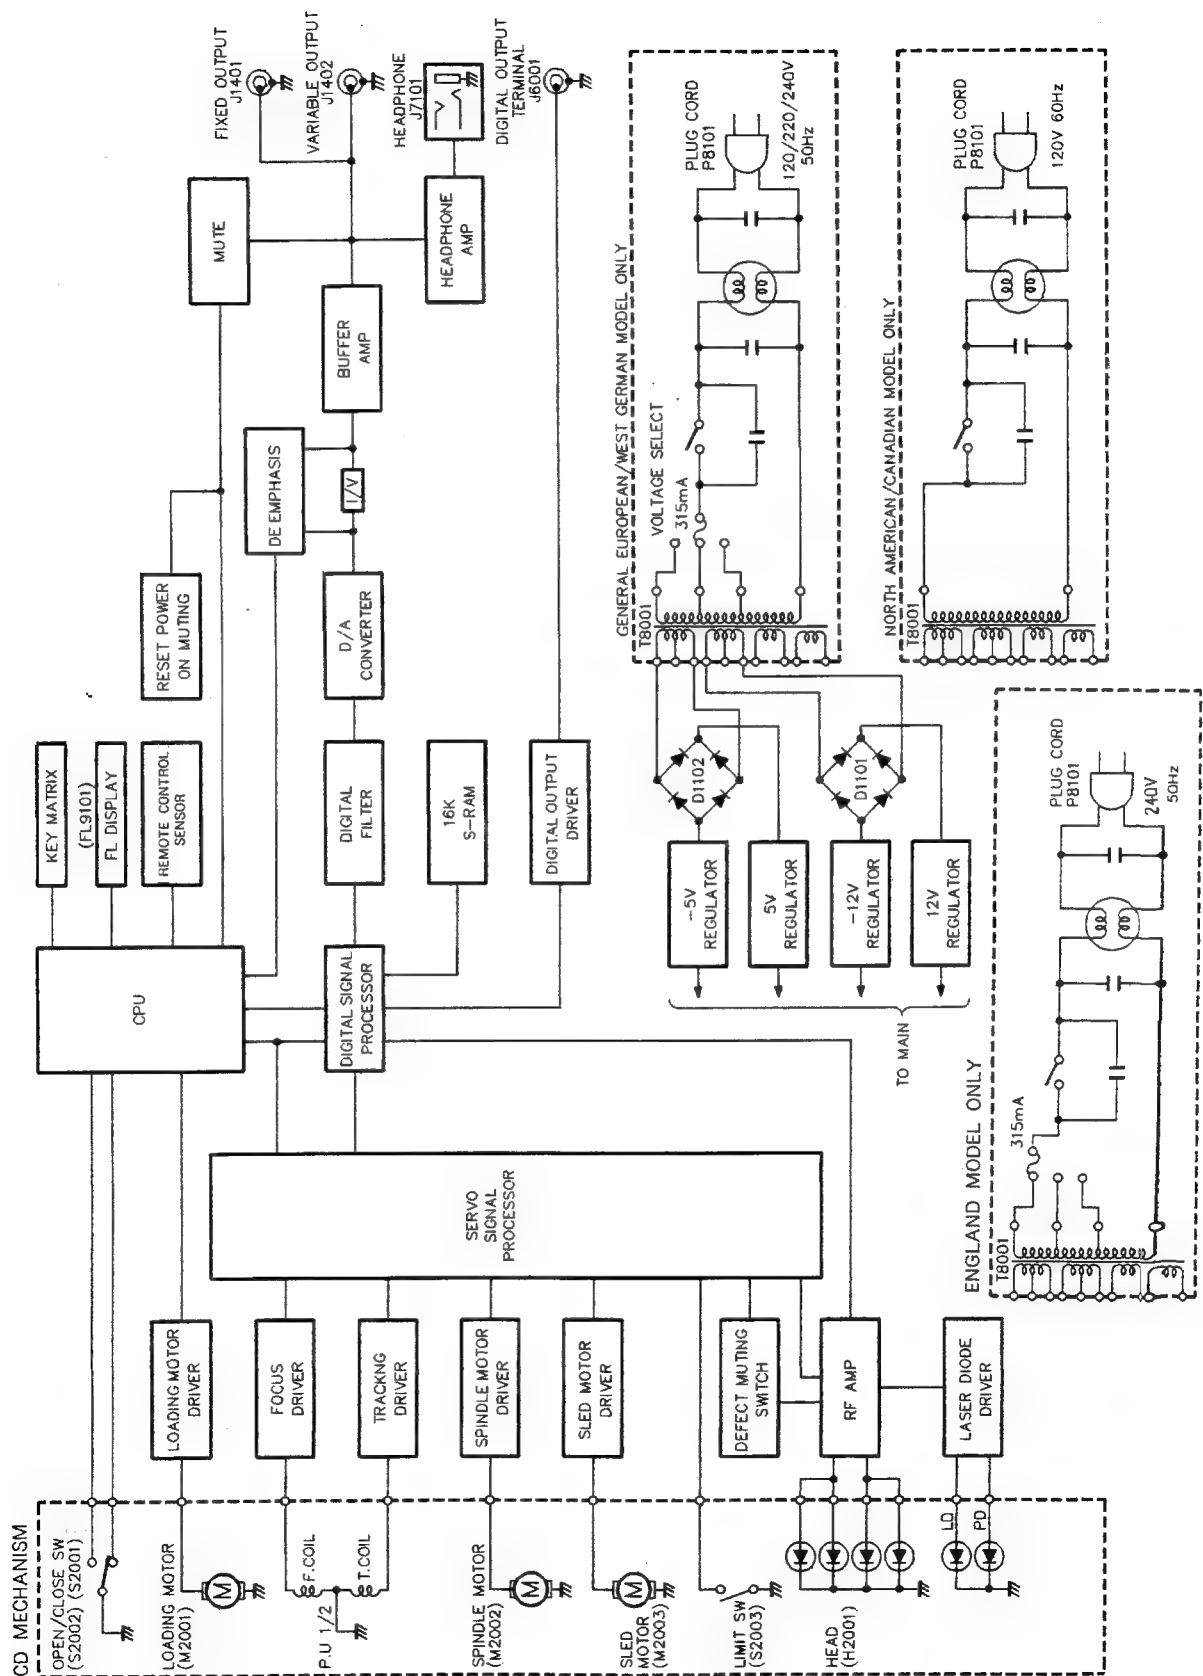 CD MECHANISM
OPEN/CLOSE SW
(S2002) (S2001)
LOADING MOTOR
(M2001)
P.U 1/2
F.COIL
T.COIL
SPINDLE MOTOR
(M2002)
SLED
MOTOR
(M2003)
LIMIT SW
(S2003)
HEAD
(H2001)
M
M
M
LD
PD
LOADING MOTOR
DRIVER
FOCUS
DRIVER
TRACKNG
DRIVER
SPINDLE MOTOR
DRIVER
SLED MOTOR
DRIVER
DEFECT MUTING
SWITCH
RF AMP
LASER DIODE
DRIVER
SERVO
SIGNAL
PROCESSOR
CPU
DIGITAL SIGNAL
PROCESSOR
KEY MATRIX
(FL9101)
FL DISPLAY
REMOTE CONTROL
SENSOR
DIGITAL
FILTER
16K
S-RAM
DIGITAL OUTPUT
DRIVER
RESET POWER
ON MUTING
D/A
CONVERTER
DE EMPHASIS
I/V
BUFFER
AMP
MUTE
HEADPHONE
AMP
FIXED OUTPUT
J1401
VARIABLE OUTPUT
J1402
HEADPHONE
J7101
DIGITAL OUTPUT
TERMINAL
J6001
TO MAIN
-5V
REGULATOR
5V
REGULATOR
-12V
REGULATOR
12V
REGULATOR
D1102
D1101
GENERAL EUROPEAN/WEST GERMAN MODEL ONLY
T8001
VOLTAGE SELECT
315mA
PLUG CORD
P8101
120/220/240V
50Hz
NORTH AMERICAN/CANADIAN MODEL ONLY
T8001
PLUG CORD
P8101
120V 60Hz
ENGLAND MODEL ONLY
T8001
315mA
PLUG CORD
P8101
240V
50Hz